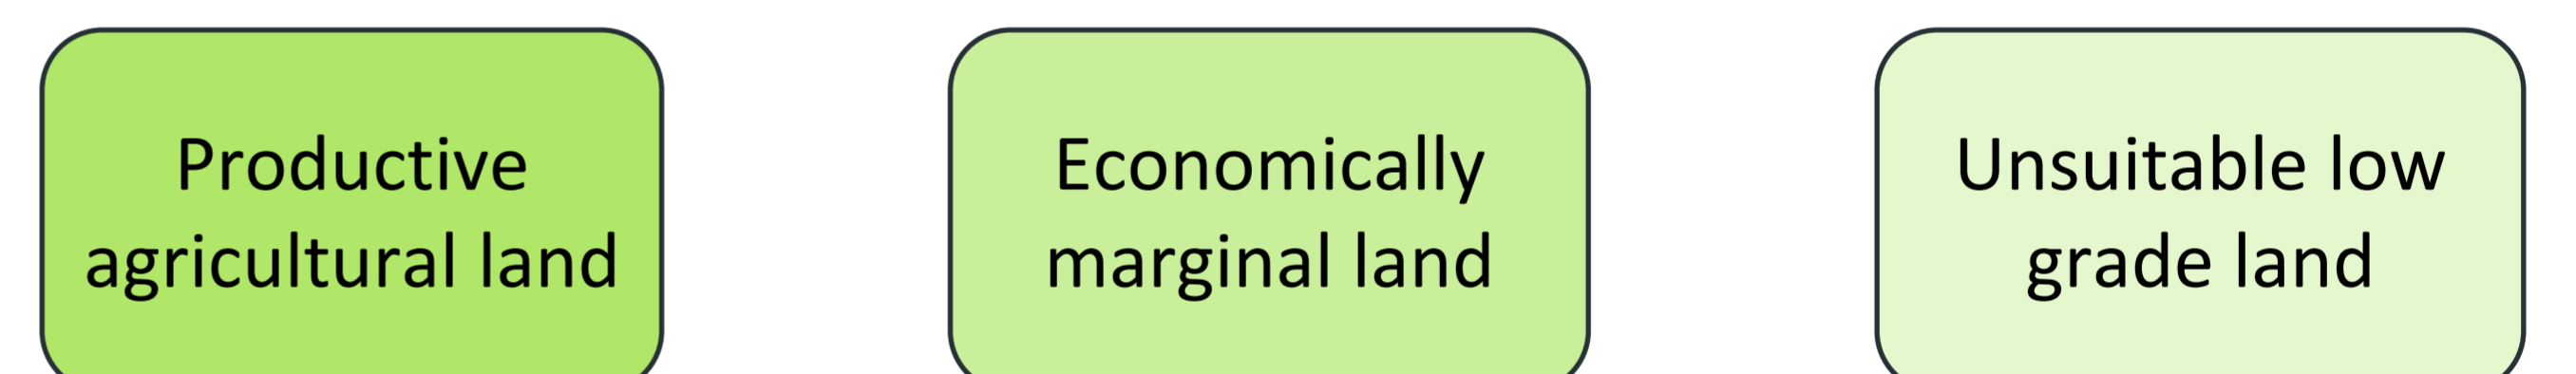 Productive
agricultural land
Economically
marginal land
Unsuitable low
grade land